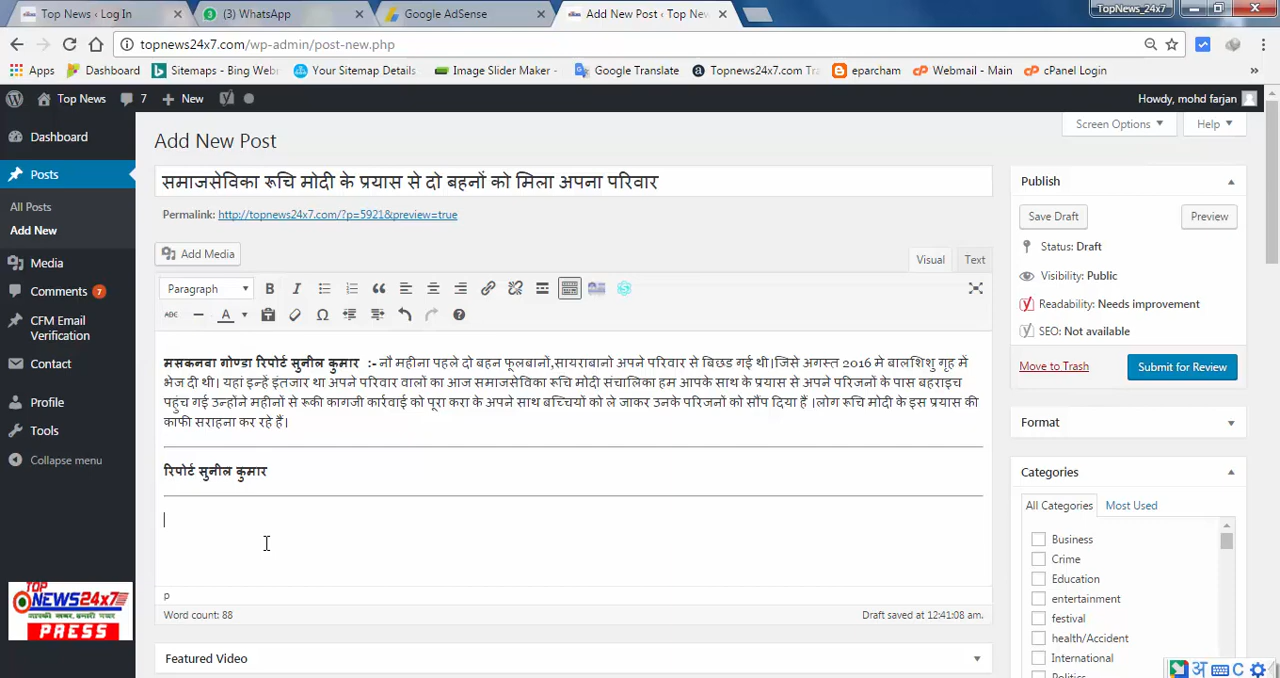 Top News ‹ Log In
(3) WhatsApp
Google AdSense
Add New Post ‹ Top New
TopNews_24x7
topnews24x7.com/wp-admin/post-new.php
Apps Dashboard Sitemaps - Bing Web Your Sitemap Details Image Slider Maker - Google Translate Topnews24x7.com Tra eparcham Webmail - Main cPanel Login »
Top News 7 New
Howdy, mohd farjan
Screen Options Help
Dashboard
Posts
All Posts
Add New
Media
Comments 7
CFM Email
Verification
Contact
Profile
Tools
Collapse menu
TOP
NEWS24x7
आपकी खबर, हमारी नजर
PRESS
Add New Post
समाजसेविका रूचि मोदी के प्रयास से दो बहनों को मिला अपना परिवार
Permalink: http://topnews24x7.com/?p=5921&preview=true
Add Media
Visual Text
Paragraph B I
ABC A
मसकनवा गोण्डा रिपोर्ट सुनील कुमार :- नौ महीना पहले दो बहन फूलबानों,सायराबानो अपने परिवार से बिछड गई थी।जिसे अगस्त 2016 मे बालशिशु गृह में
भेज दी थी। यहां इन्हें इंतजार था अपने परिवार वालों का आज समाजसेविका रूचि मोदी संचालिका हम आपके साथ के प्रयास से अपने परिजनों के पास बहराइच
पहुंच गई उन्होंने महीनों से रूकी कागजी कार्रवाई को पूरा करा के अपने साथ बच्चियों को ले जाकर उनके परिजनों को सौंप दिया हैं ।लोग रूचि मोदी के इस प्रयास की
काफी सराहना कर रहे हैं।
रिपोर्ट सुनील कुमार
p
Word count: 88
Draft saved at 12:41:08 am.
Featured Video
Publish
Save Draft Preview
Status: Draft
Visibility: Public
Readability: Needs improvement
SEO: Not available
Move to Trash Submit for Review
Format
Categories
All Categories Most Used
Business
Crime
Education
entertainment
festival
health/Accident
International
अ C